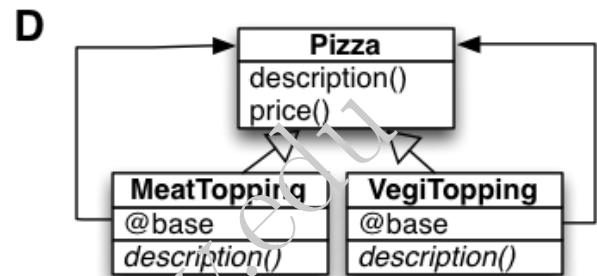 D
Pizza
description()
price()
MeatTopping
@base
description()
VegiTopping
@base
description()